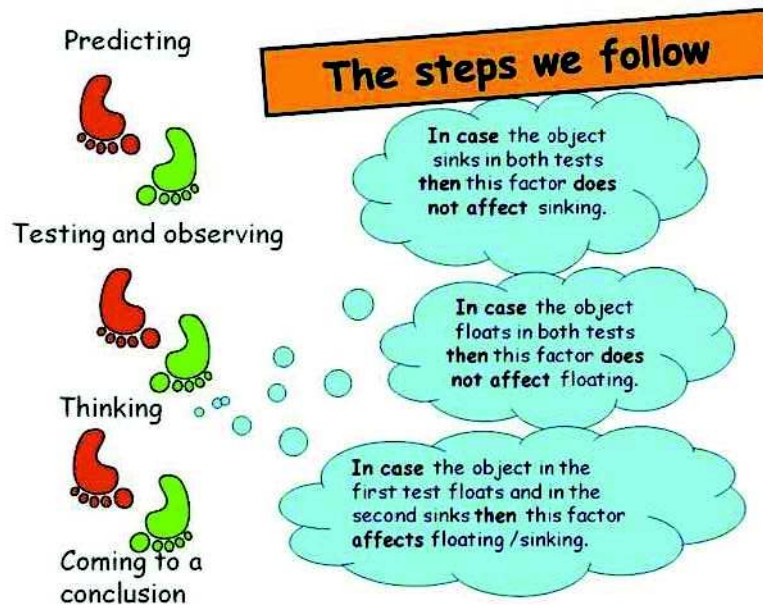 The steps we follow
Predicting
Testing and observing
Thinking
Coming to a
conclusion
In case the object
sinks in both tests
then this factor does
not affect sinking.
In case the object
floats in both tests
then this factor does
not affect floating.
In case the object in the
first test floats and in the
second sinks then this factor
affects floating /sinking.